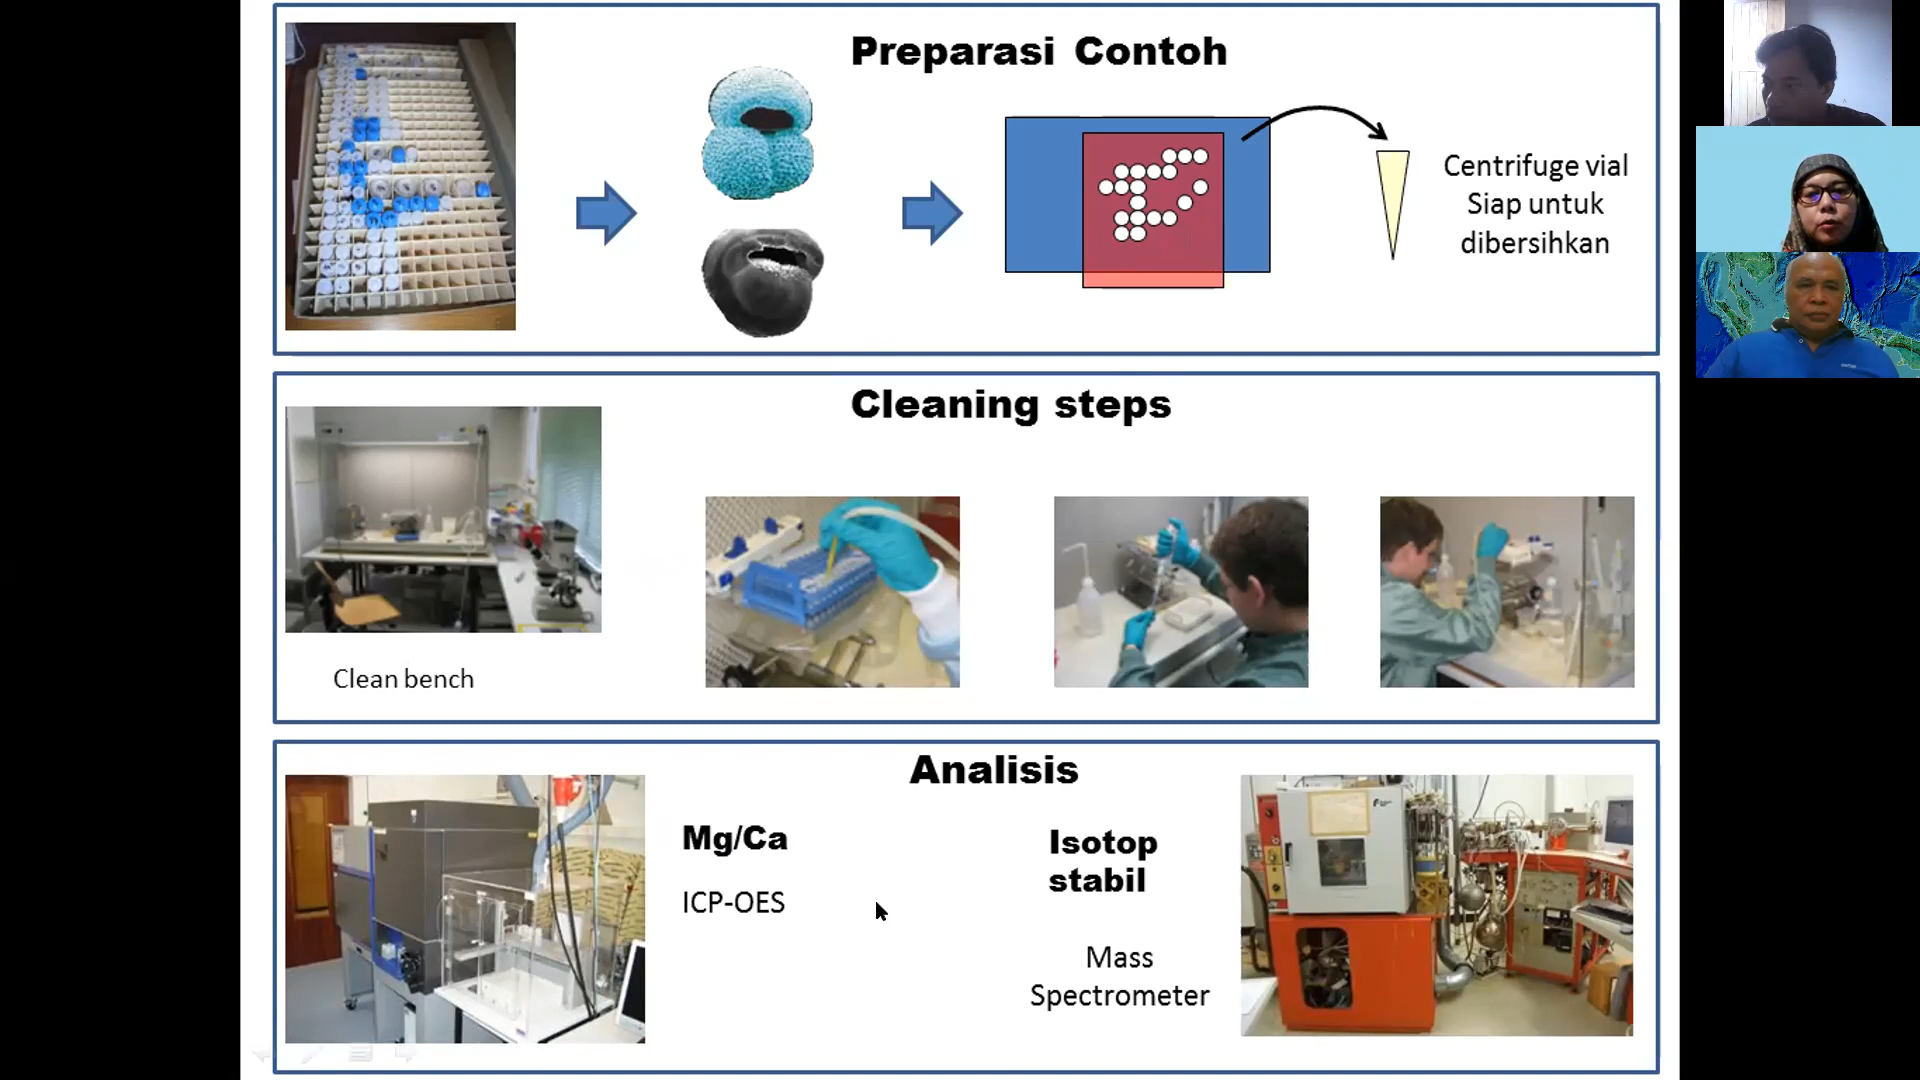 Preparasi Contoh
Centrifuge vial
Siap untuk
dibersihkan
Cleaning steps
Clean bench
Analisis
Mg/Ca
ICP-OES
Isotop
stabil
Mass
Spectrometer